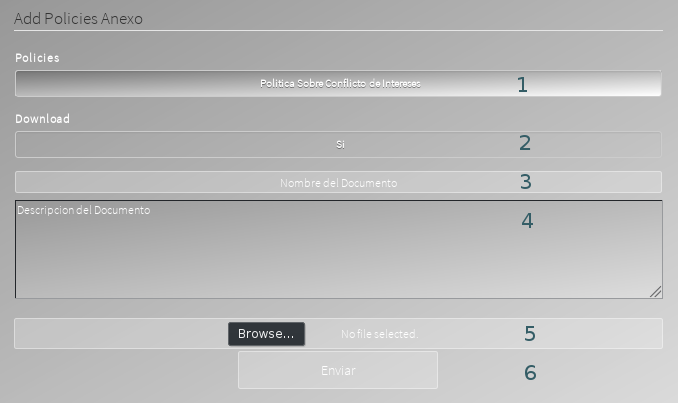 Add Policies Anexo
Policies
Politica Sobre Conflicto de Intereses 1
Download
Si 2
Nombre del Documento 3
Descripcion del Documento 4
Browse... No file selected. 5
Enviar 6